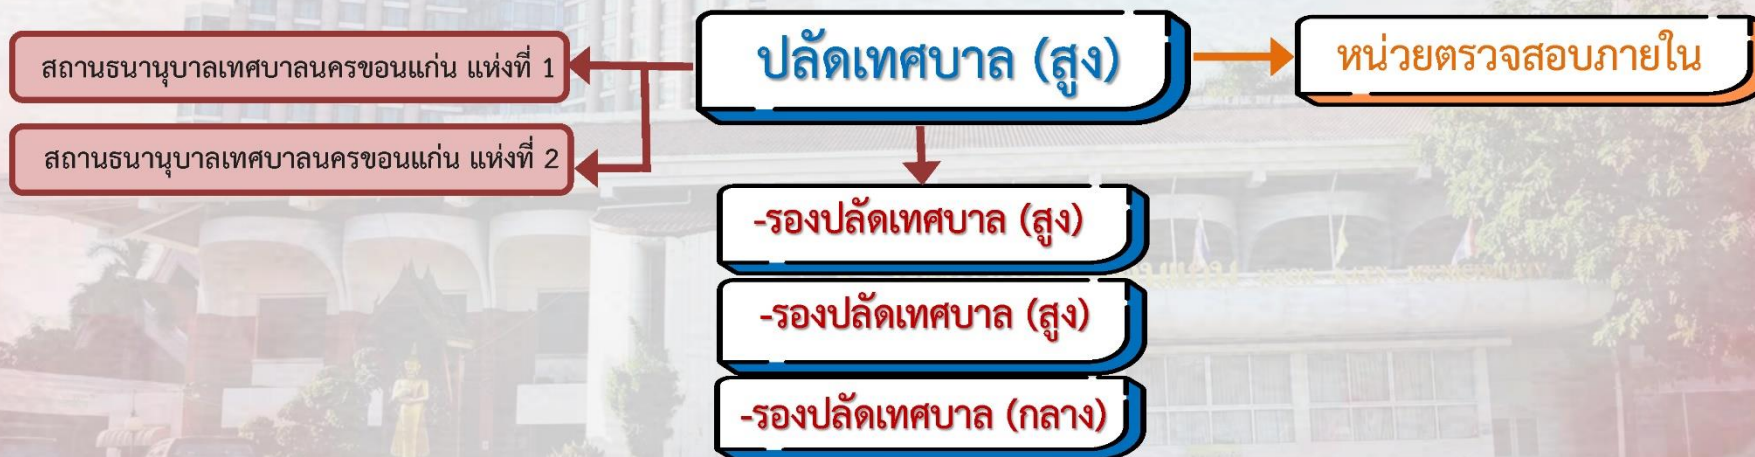 ปลัดเทศบาล (สูง)
หน่วยตรวจสอบภายใน
สถานธนานุบาลเทศบาลนครขอนแก่น แห่งที่ 1
สถานธนานุบาลเทศบาลนครขอนแก่น แห่งที่ 2
-รองปลัดเทศบาล (สูง)
-รองปลัดเทศบาล (สูง)
-รองปลัดเทศบาล (กลาง)